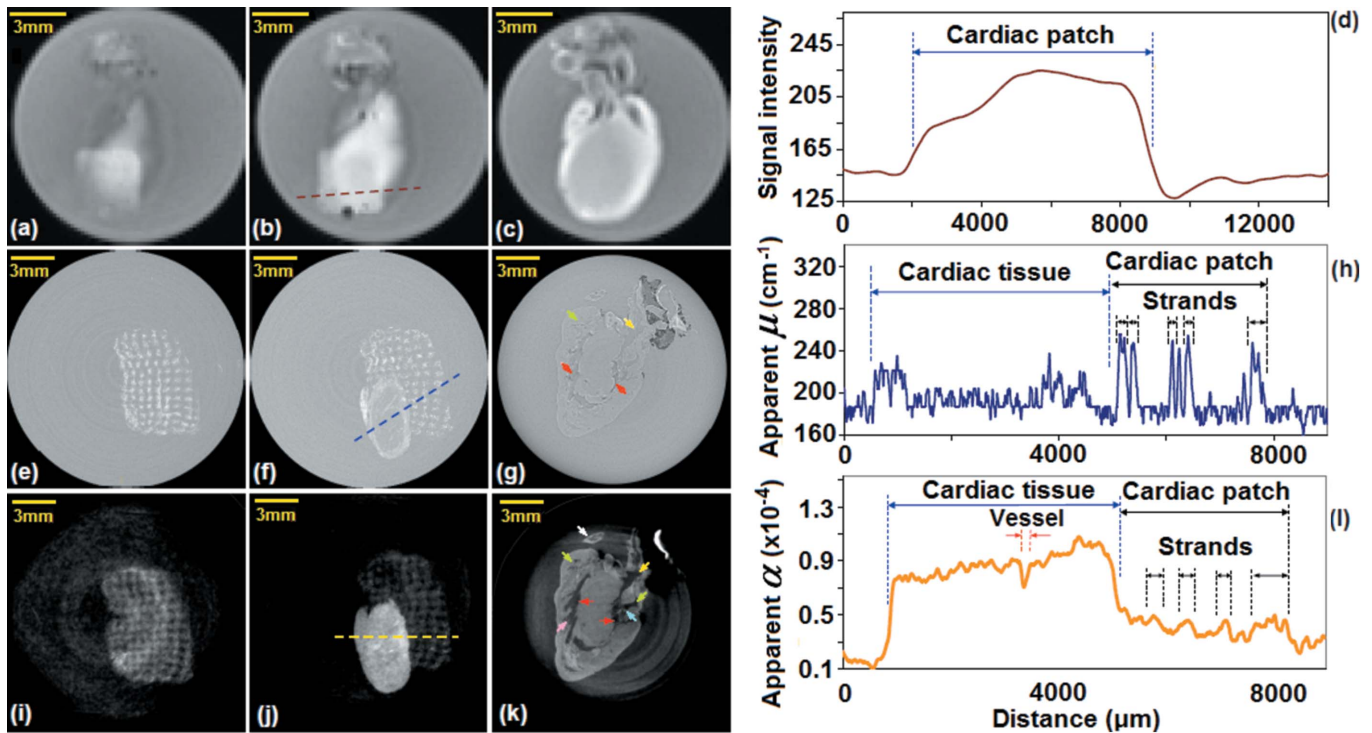 3mm
3mm
3mm
(a)
(b)
(c)
(d)
Cardiac patch
Signal intensity
245
205
165
125
0
4000
8000
12000
3mm
3mm
3mm
(e)
(f)
(g)
(h)
Cardiac tissue
Cardiac patch
Strands
Apparent μ (cm⁻¹)
320
280
240
200
160
0
4000
8000
3mm
3mm
3mm
(i)
(j)
(k)
(l)
Cardiac tissue
Cardiac patch
Vessel
Strands
Apparent α (x10⁻⁴)
1.3
0.9
0.5
0.1
0
4000
8000
Distance (μm)